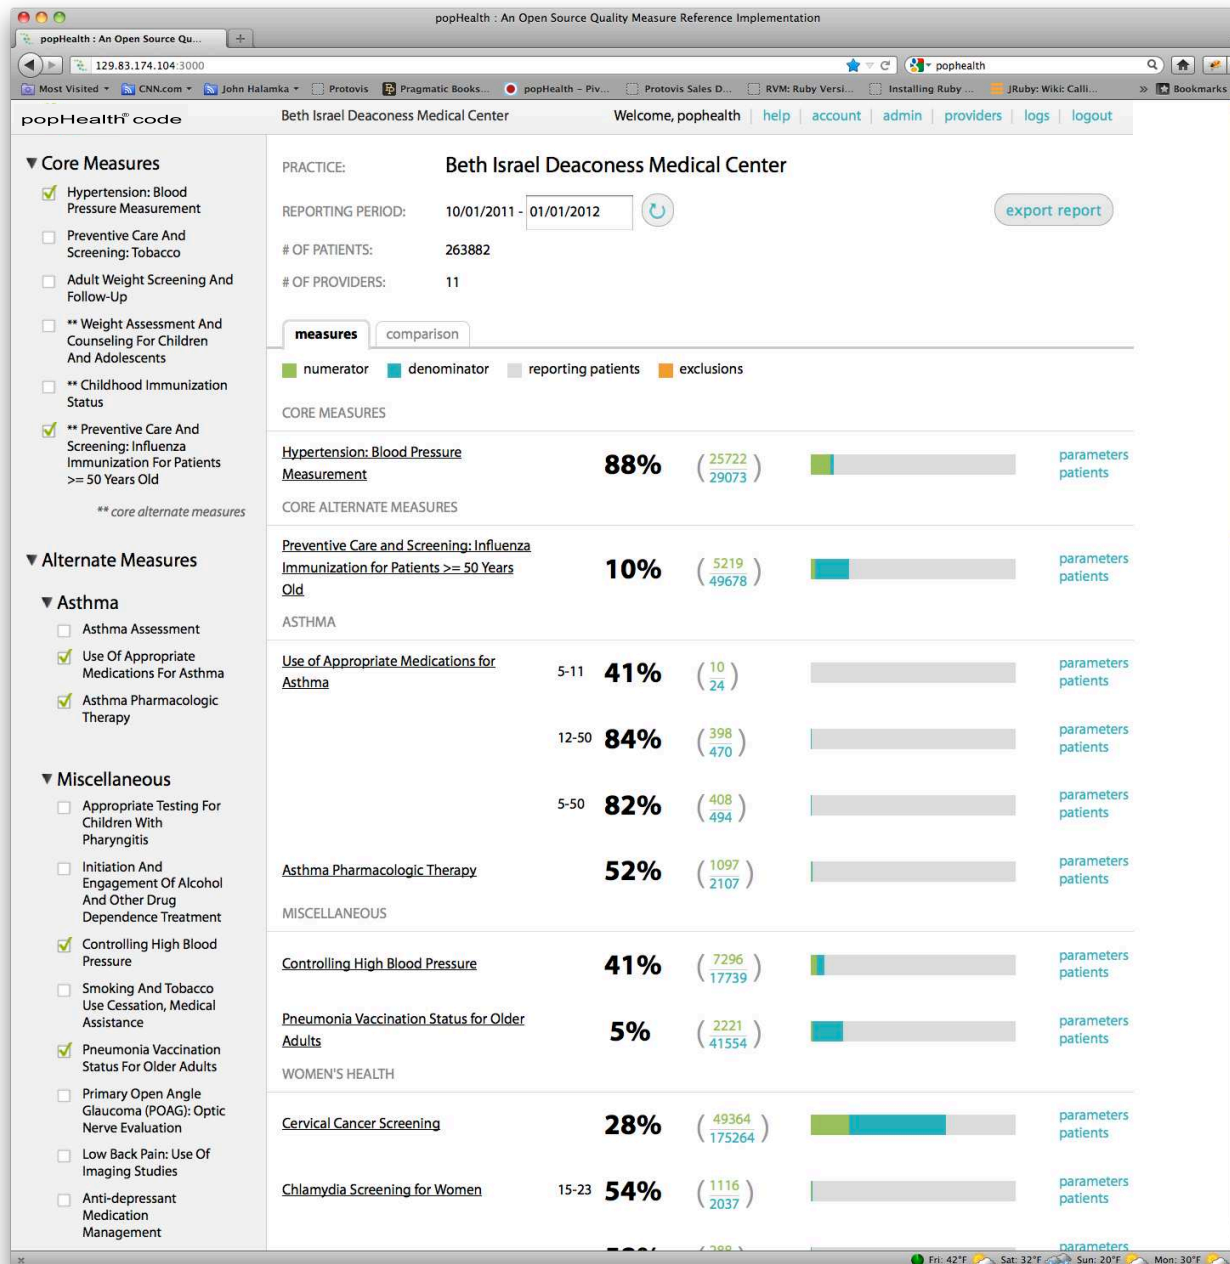 popHealth : An Open Source Quality Measure Reference Implementation
popHealth : An Open Source Qu...
129.83.174.104:3000
pophealth
Most Visited CNN.com John Halamka Protovis Pragmatic Books... popHealth – Piv... Protovis Sales D... RVM: Ruby Versi... Installing Ruby ... JRuby: Wiki: Calli... » Bookmarks
popHealth® code
Beth Israel Deaconess Medical Center
Welcome, pophealth | help | account | admin | providers | logs | logout
Core Measures
Hypertension: Blood
Pressure Measurement
Preventive Care And
Screening: Tobacco
Adult Weight Screening And
Follow-Up
** Weight Assessment And
Counseling For Children
And Adolescents
** Childhood Immunization
Status
** Preventive Care And
Screening: Influenza
Immunization For Patients
>= 50 Years Old
** core alternate measures
Alternate Measures
Asthma
Asthma Assessment
Use Of Appropriate
Medications For Asthma
Asthma Pharmacologic
Therapy
Miscellaneous
Appropriate Testing For
Children With
Pharyngitis
Initiation And
Engagement Of Alcohol
And Other Drug
Dependence Treatment
Controlling High Blood
Pressure
Smoking And Tobacco
Use Cessation, Medical
Assistance
Pneumonia Vaccination
Status For Older Adults
Primary Open Angle
Glaucoma (POAG): Optic
Nerve Evaluation
Low Back Pain: Use Of
Imaging Studies
Anti-depressant
Medication
Management
PRACTICE: Beth Israel Deaconess Medical Center
REPORTING PERIOD: 10/01/2011 - 01/01/2012
export report
# OF PATIENTS: 263882
# OF PROVIDERS: 11
measures comparison
numerator denominator reporting patients exclusions
CORE MEASURES
Hypertension: Blood Pressure
Measurement
88%
25722
29073
parameters
patients
CORE ALTERNATE MEASURES
Preventive Care and Screening: Influenza
Immunization for Patients >= 50 Years
Old
10%
5219
49678
parameters
patients
ASTHMA
Use of Appropriate Medications for
Asthma
5-11 41%
10
24
parameters
patients
12-50 84%
398
470
parameters
patients
5-50 82%
408
494
parameters
patients
Asthma Pharmacologic Therapy
52%
1097
2107
parameters
patients
MISCELLANEOUS
Controlling High Blood Pressure
41%
7296
17739
parameters
patients
Pneumonia Vaccination Status for Older
Adults
5%
2221
41554
parameters
patients
WOMEN'S HEALTH
Cervical Cancer Screening
28%
49364
175264
parameters
patients
Chlamydia Screening for Women
15-23 54%
1116
2037
parameters
patients
parameters
Fri: 42°F Sat: 32°F Sun: 20°F Mon: 30°F